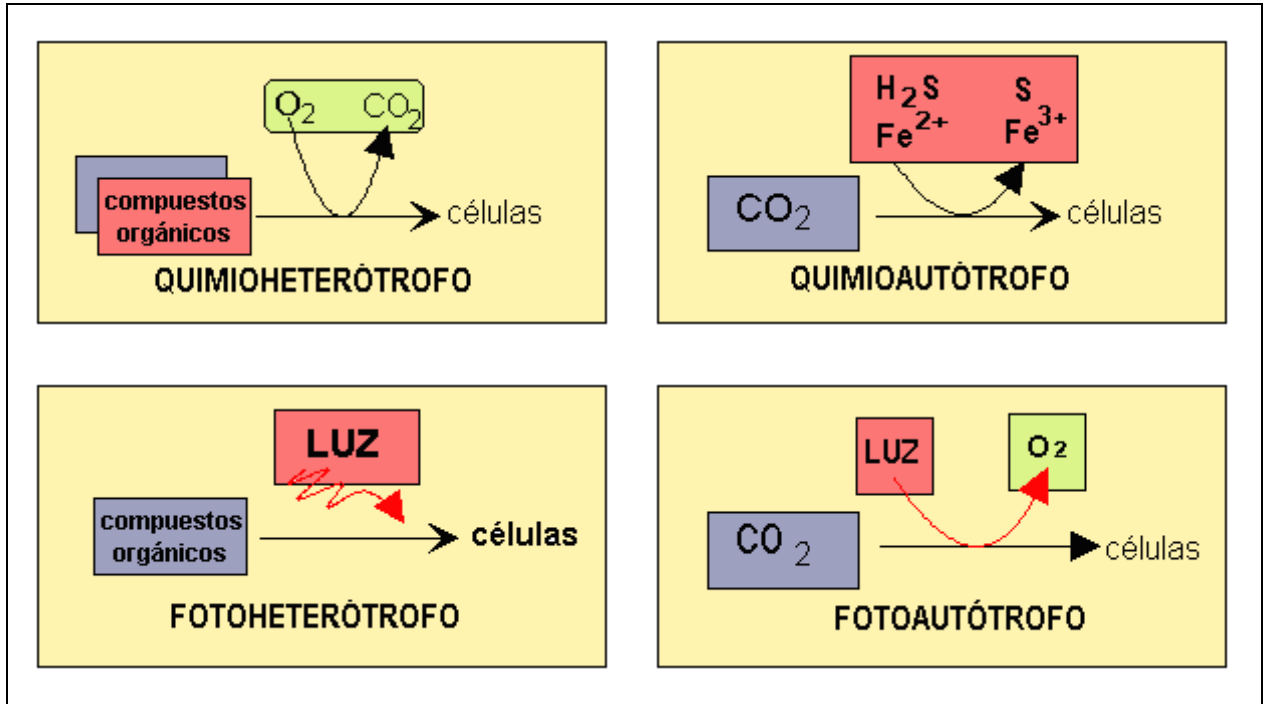 O2 CO2
compuestos
orgánicos
células
QUIMIOHETERÓTROFO
H2S S
Fe2+ Fe3+
CO2
células
QUIMIOAUTÓTROFO
LUZ
compuestos
orgánicos
células
FOTOHETERÓTROFO
LUZ
O2
CO2
células
FOTOAUTÓTROFO